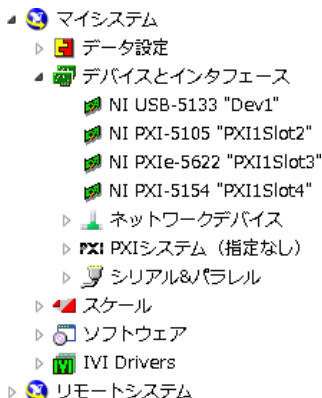 マイシステム
データ設定
デバイスとインタフェース
NI USB-5133 "Dev1"
NI PXI-5105 "PXI1Slot2"
NI PXIe-5622 "PXI1Slot3"
NI PXI-5154 "PXI1Slot4"
ネットワークデバイス
PXI PXIシステム（指定なし）
シリアル&パラレル
スケール
ソフトウェア
IVI Drivers
リモートシステム